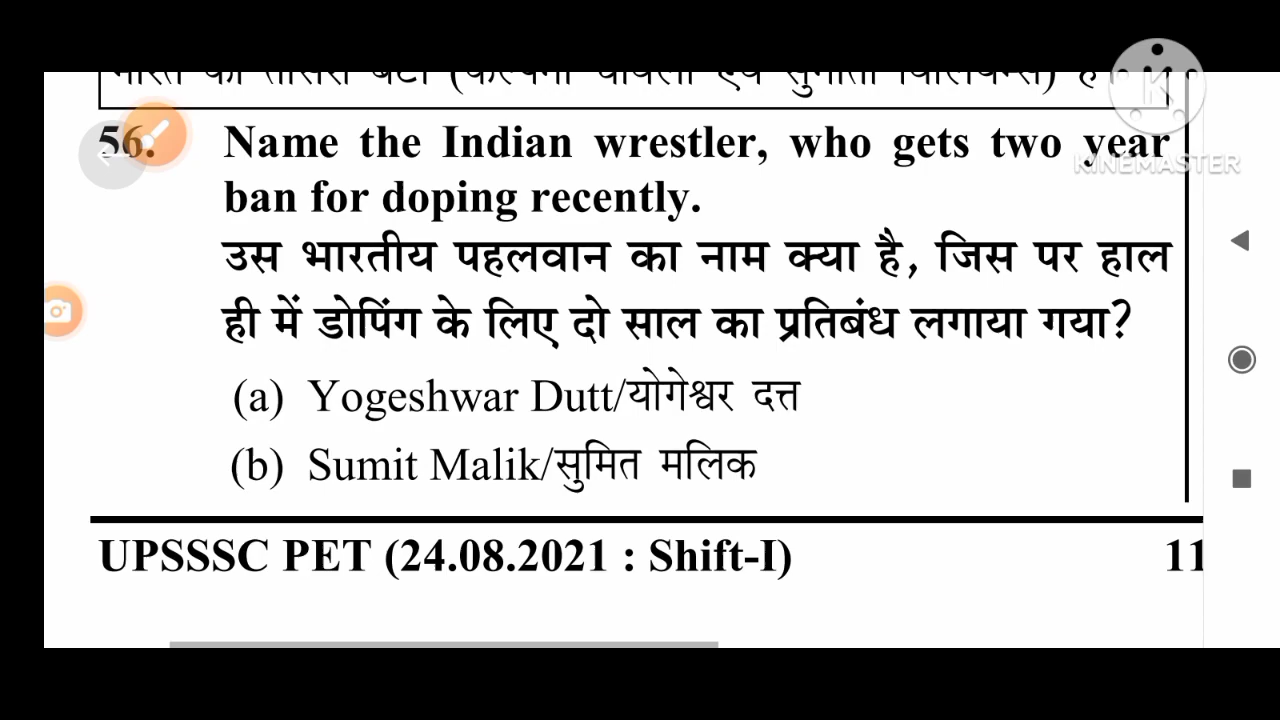 56. Name the Indian wrestler, who gets two year
KINEMASTER
ban for doping recently.
उस भारतीय पहलवान का नाम क्या है, जिस पर हाल
ही में डोपिंग के लिए दो साल का प्रतिबंध लगाया गया?
(a) Yogeshwar Dutt/योगेश्वर दत्त
(b) Sumit Malik/सुमित मलिक
UPSSSC PET (24.08.2021 : Shift-I) 11